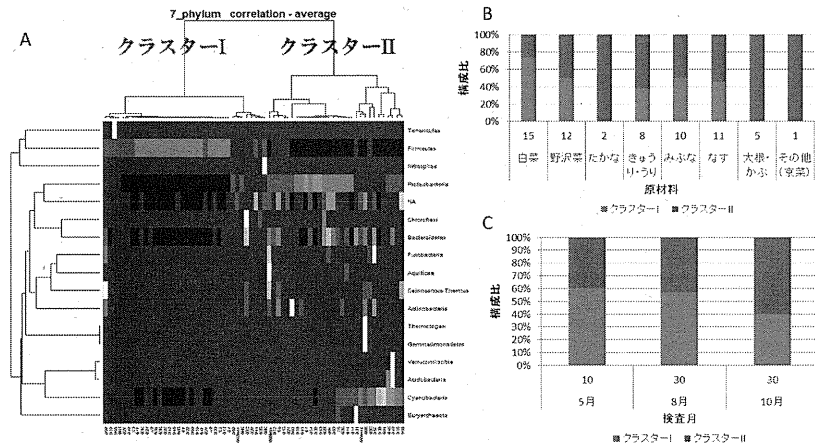 A
7_phylum correlation - average
クラスターI
クラスターII
Tenericutes
Firmicutes
Nitrospirae
Proteobacteria
NA
Chloroflexi
Bacteroidetes
Fusobacteria
Aquificae
Deinococcus-Thermus
Actinobacteria
Thermotogae
Gemmatimonadetes
Verrucomicrobia
Acidobacteria
Cyanobacteria
Euryarchaeota
B
構成比
100%
80%
60%
40%
20%
0%
15 12 2 8 10 11 5 1
白菜 野沢菜 たかな きゅうり・うり みぶな なす 大根・かぶ その他(京菜)
原材料
■クラスターI ■クラスターII
C
構成比
100%
90%
80%
70%
60%
50%
40%
30%
20%
10%
0%
10 30 30
5月 8月 10月
検査月
■クラスターI ■クラスターII